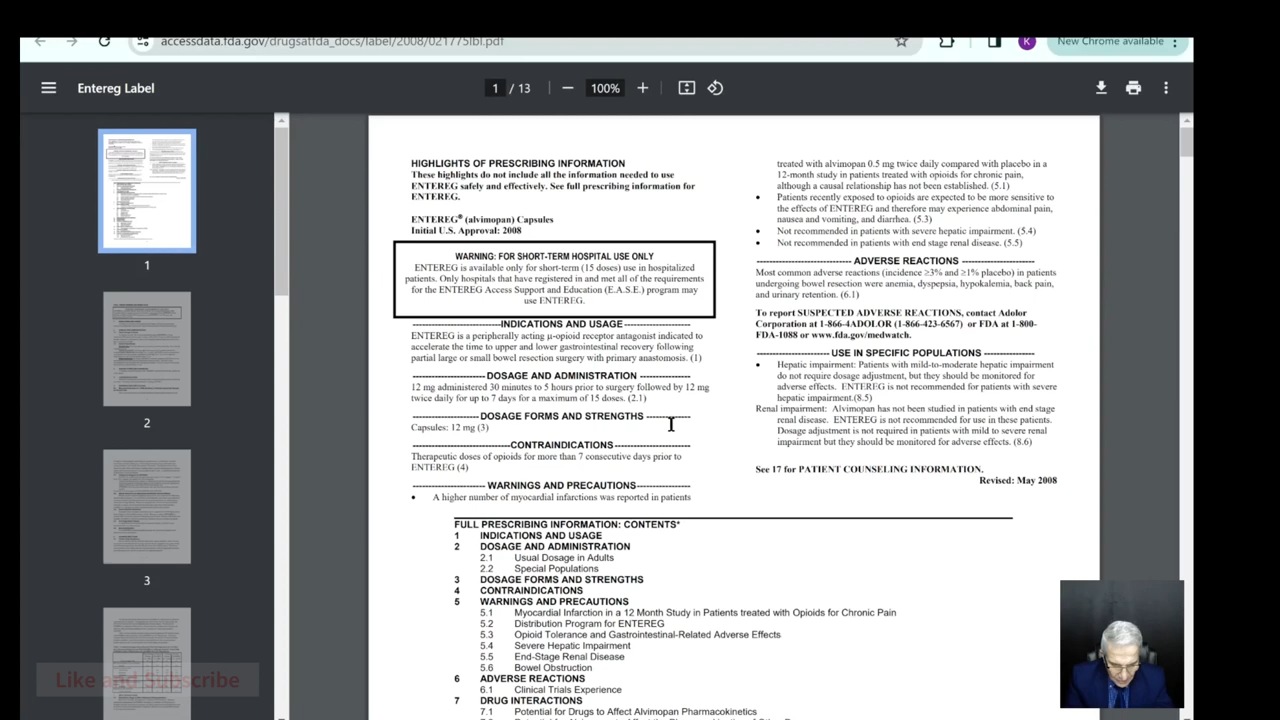 accessdata.fda.gov/drugsatfda_docs/label/2008/021775lbl.pdf
K
New Chrome available
Entereg Label
1 / 13
100%
1
2
3
HIGHLIGHTS OF PRESCRIBING INFORMATION
These highlights do not include all the information needed to use
ENTEREG safely and effectively. See full prescribing information for
ENTEREG.
ENTEREG® (alvimopan) Capsules
Initial U.S. Approval: 2008
WARNING: FOR SHORT-TERM HOSPITAL USE ONLY
ENTEREG is available only for short-term (15 doses) use in hospitalized
patients. Only hospitals that have registered in and met all of the requirements
for the ENTEREG Access Support and Education (E.A.S.E.) program may
use ENTEREG.
INDICATIONS AND USAGE
ENTEREG is a peripherally acting µ-opioid receptor antagonist indicated to
accelerate the time to upper and lower gastrointestinal recovery following
partial large or small bowel resection surgery with primary anastomosis. (1)
DOSAGE AND ADMINISTRATION
12 mg administered 30 minutes to 5 hours prior to surgery followed by 12 mg
twice daily for up to 7 days for a maximum of 15 doses. (2.1)
DOSAGE FORMS AND STRENGTHS
Capsules: 12 mg (3)
CONTRAINDICATIONS
Therapeutic doses of opioids for more than 7 consecutive days prior to
ENTEREG (4)
WARNINGS AND PRECAUTIONS
• A higher number of myocardial infarctions was reported in patients
treated with alvimopan 0.5 mg twice daily compared with placebo in a
12-month study in patients treated with opioids for chronic pain,
although a causal relationship has not been established. (5.1)
• Patients recently exposed to opioids are expected to be more sensitive to
the effects of ENTEREG and therefore may experience abdominal pain,
nausea and vomiting, and diarrhea. (5.3)
• Not recommended in patients with severe hepatic impairment. (5.4)
• Not recommended in patients with end stage renal disease. (5.5)
ADVERSE REACTIONS
Most common adverse reactions (incidence ≥3% and ≥1% placebo) in patients
undergoing bowel resection were anemia, dyspepsia, hypokalemia, back pain,
and urinary retention. (6.1)
To report SUSPECTED ADVERSE REACTIONS, contact Adolor
Corporation at 1-866-4ADOLOR (1-866-423-6567) or FDA at 1-800-
FDA-1088 or www.fda.gov/medwatch.
USE IN SPECIFIC POPULATIONS
• Hepatic impairment: Patients with mild-to-moderate hepatic impairment
do not require dosage adjustment, but they should be monitored for
adverse effects. ENTEREG is not recommended for patients with severe
hepatic impairment.(8.5)
Renal impairment: Alvimopan has not been studied in patients with end stage
renal disease. ENTEREG is not recommended for use in these patients.
Dosage adjustment is not required in patients with mild to severe renal
impairment but they should be monitored for adverse effects. (8.6)
See 17 for PATIENT COUNSELING INFORMATION.
Revised: May 2008
FULL PRESCRIBING INFORMATION: CONTENTS*
1 INDICATIONS AND USAGE
2 DOSAGE AND ADMINISTRATION
2.1 Usual Dosage in Adults
2.2 Special Populations
3 DOSAGE FORMS AND STRENGTHS
4 CONTRAINDICATIONS
5 WARNINGS AND PRECAUTIONS
5.1 Myocardial Infarction in a 12 Month Study in Patients treated with Opioids for Chronic Pain
5.2 Distribution Program for ENTEREG
5.3 Opioid Tolerance and Gastrointestinal-Related Adverse Effects
5.4 Severe Hepatic Impairment
5.5 End-Stage Renal Disease
5.6 Bowel Obstruction
6 ADVERSE REACTIONS
6.1 Clinical Trials Experience
7 DRUG INTERACTIONS
7.1 Potential for Drugs to Affect Alvimopan Pharmacokinetics
Like and Subscribe